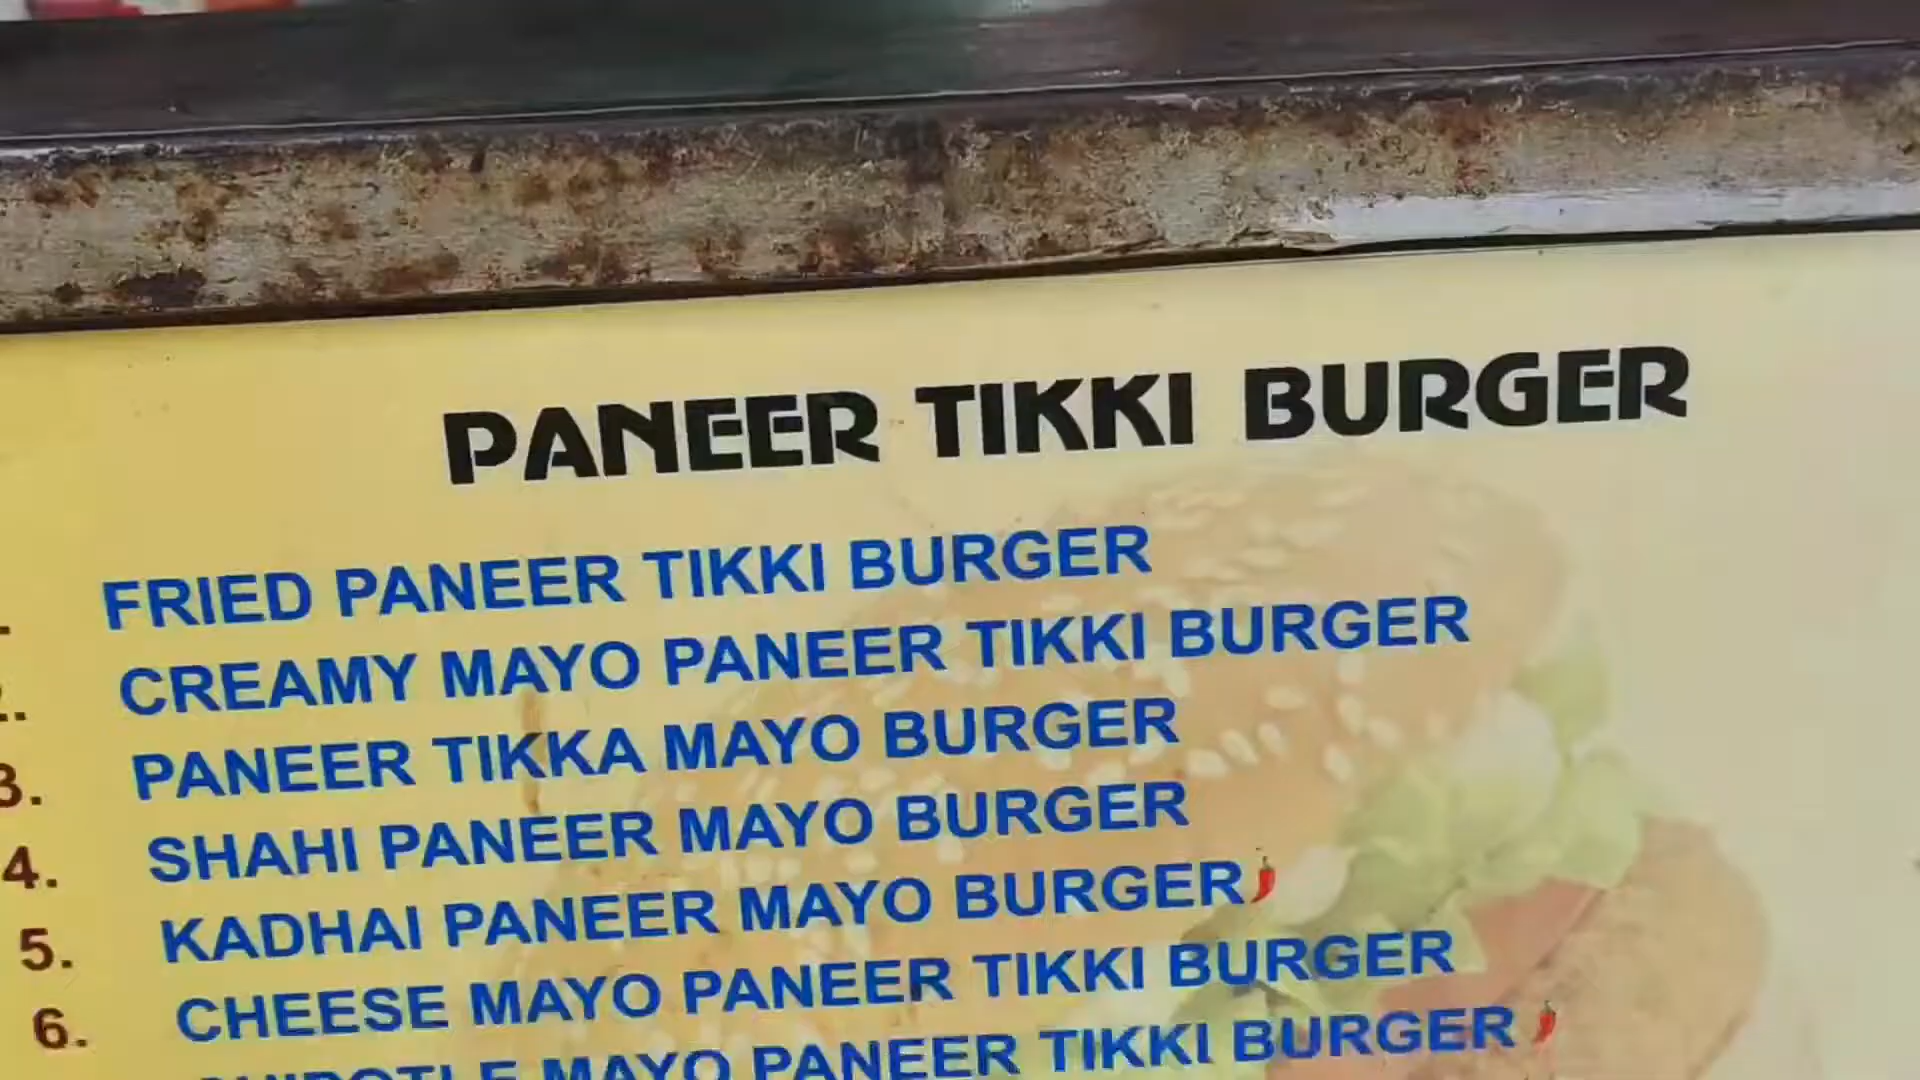 PANEER TIKKI BURGER
FRIED PANEER TIKKI BURGER
CREAMY MAYO PANEER TIKKI BURGER
3. PANEER TIKKA MAYO BURGER
4. SHAHI PANEER MAYO BURGER
5. KADHAI PANEER MAYO BURGER
6. CHEESE MAYO PANEER TIKKI BURGER
CHIPOTLE MAYO PANEER TIKKI BURGER